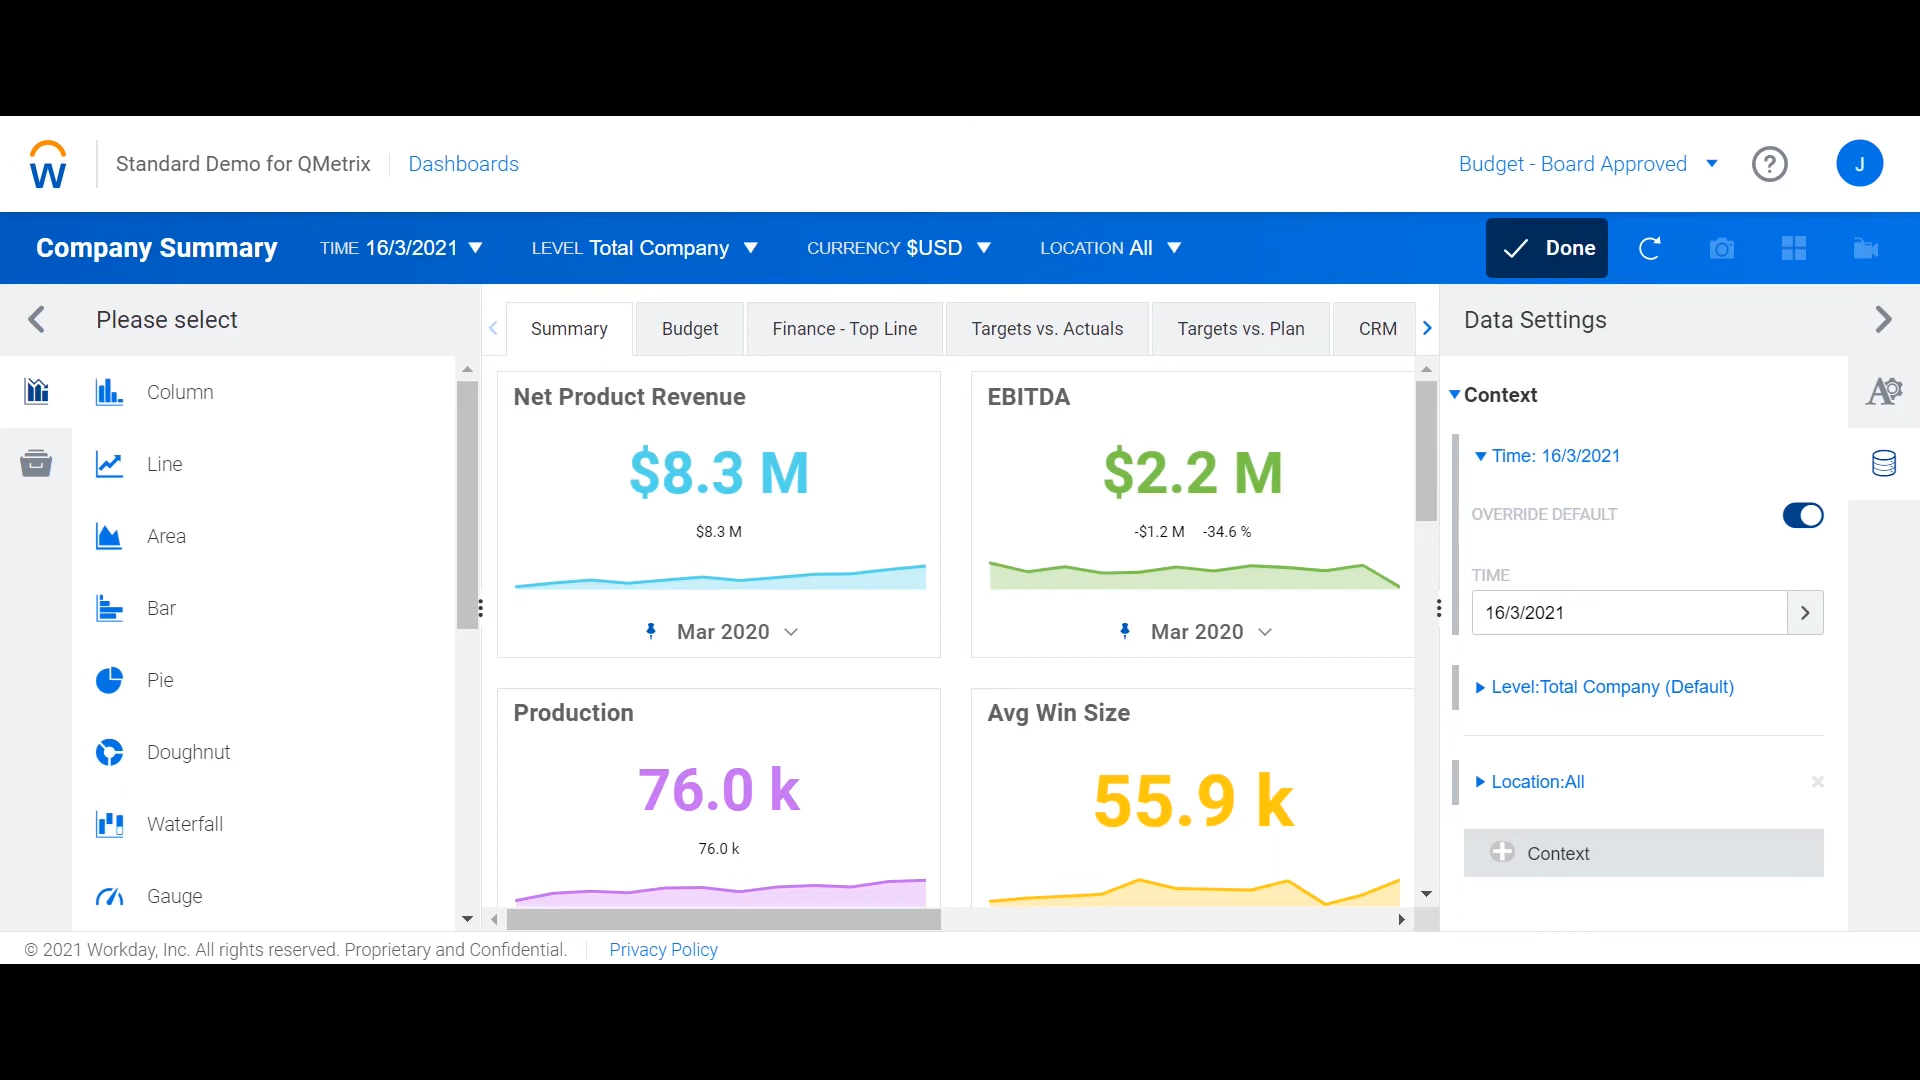 W
Standard Demo for QMetrix
Dashboards
Budget - Board Approved
?
J
Company Summary
TIME 16/3/2021
LEVEL Total Company
CURRENCY $USD
LOCATION All
Done
Please select
Column
Line
Area
Bar
Pie
Doughnut
Waterfall
Gauge
Summary
Budget
Finance - Top Line
Targets vs. Actuals
Targets vs. Plan
CRM
Net Product Revenue
$8.3 M
$8.3 M
Mar 2020
EBITDA
$2.2 M
-$1.2 M -34.6 %
Mar 2020
Production
76.0 k
76.0 k
Avg Win Size
55.9 k
Data Settings
Context
Time: 16/3/2021
OVERRIDE DEFAULT
TIME
16/3/2021
Level:Total Company (Default)
Location:All
Context
A
© 2021 Workday, Inc. All rights reserved. Proprietary and Confidential.
Privacy Policy